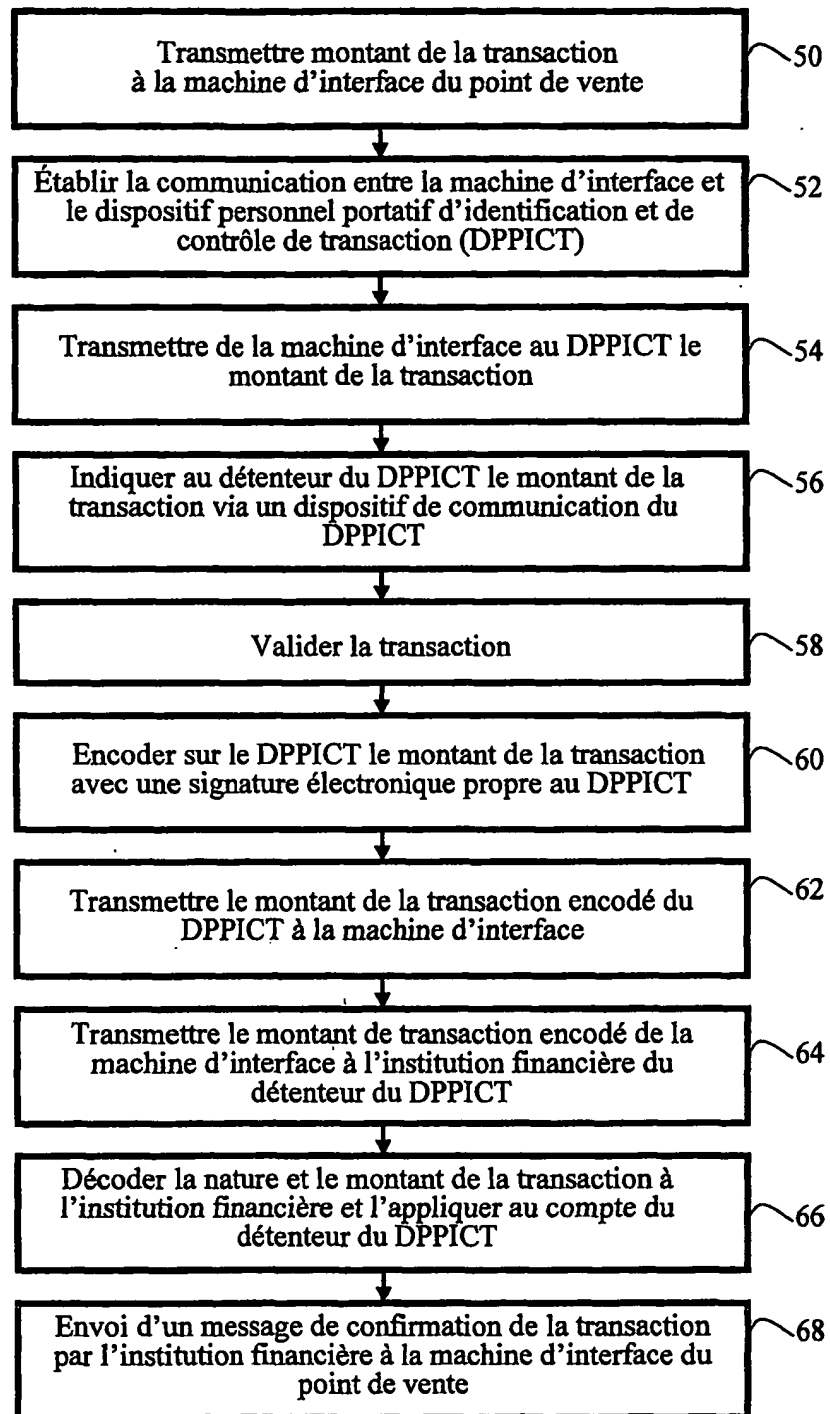 Transmettre montant de la transaction
à la machine d'interface du point de vente
50
Établir la communication entre la machine d'interface et
le dispositif personnel portatif d'identification et de
contrôle de transaction (DPPICT)
52
Transmettre de la machine d'interface au DPPICT le
montant de la transaction
54
Indiquer au détenteur du DPPICT le montant de la
transaction via un dispositif de communication du
DPPICT
56
Valider la transaction
58
Encoder sur le DPPICT le montant de la transaction
avec une signature électronique propre au DPPICT
60
Transmettre le montant de la transaction encodé du
DPPICT à la machine d'interface
62
Transmettre le montant de transaction encodé de la
machine d'interface à l'institution financière du
détenteur du DPPICT
64
Décoder la nature et le montant de la transaction à
l'institution financière et l'appliquer au compte du
détenteur du DPPICT
66
Envoi d'un message de confirmation de la transaction
par l'institution financière à la machine d'interface du
point de vente
68